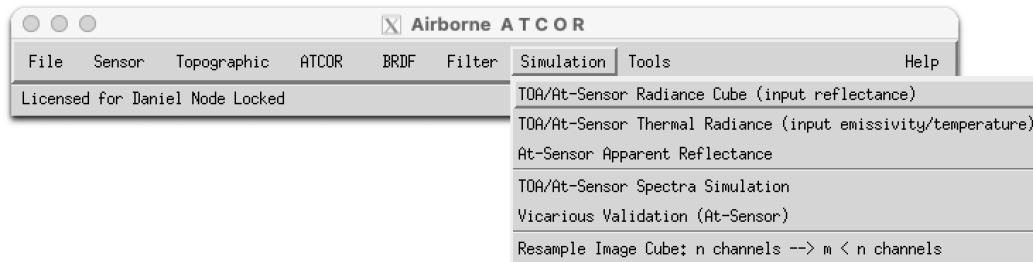 Airborne A T C O R
File Sensor Topographic ATCOR BRDF Filter Simulation Tools Help
Licensed for Daniel Node Locked
TOA/At-Sensor Radiance Cube (input reflectance)
TOA/At-Sensor Thermal Radiance (input emissivity/temperature)
At-Sensor Apparent Reflectance
TOA/At-Sensor Spectra Simulation
Vicarious Validation (At-Sensor)
Resample Image Cube: n channels --> m < n channels